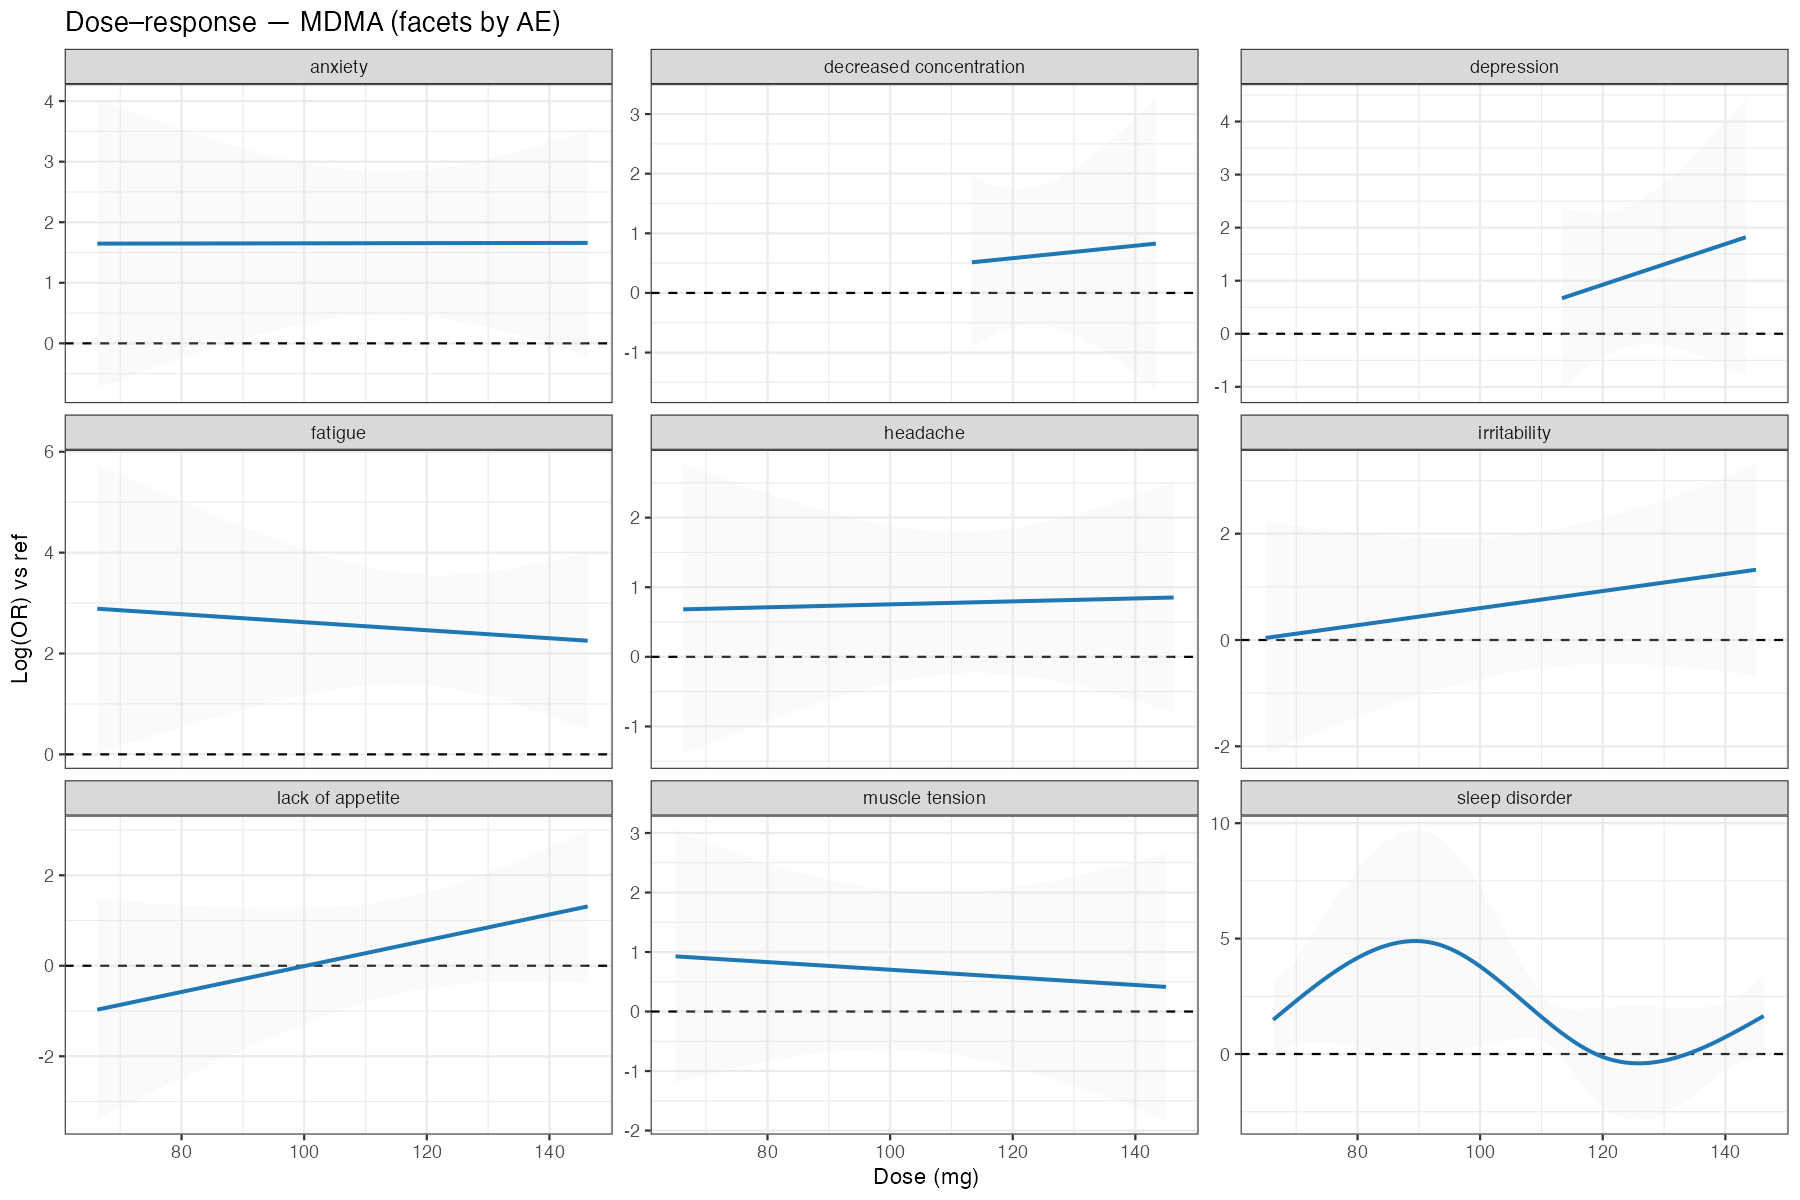 Dose–response — MDMA (facets by AE)
anxiety
decreased concentration
depression
4
3
2
1
0
3
2
1
0
-1
4
3
2
1
0
-1
fatigue
headache
irritability
6
4
2
0
2
1
0
-1
2
0
-2
Log(OR) vs ref
lack of appetite
muscle tension
sleep disorder
2
0
-2
3
2
1
0
-1
-2
10
5
0
80 100 120 140
80 100 120 140
80 100 120 140
Dose (mg)